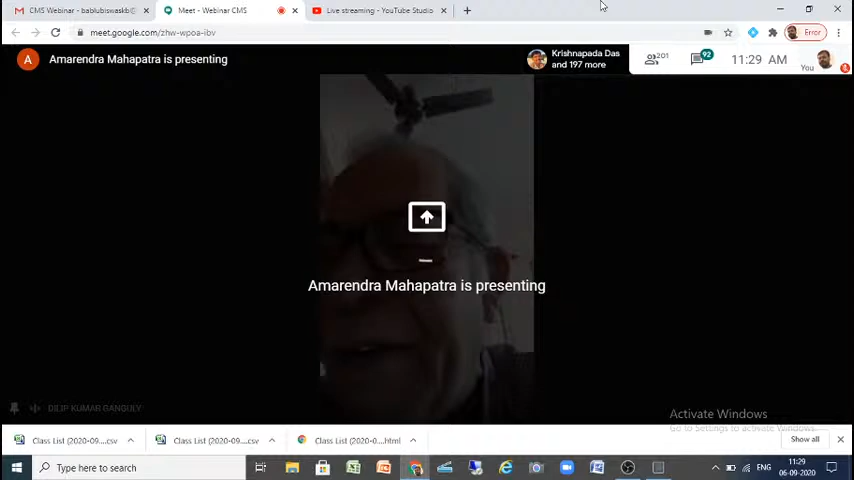 CMS Webinar - bablubiswaskb@
Meet - Webinar CMS
Live streaming - YouTube Studio
meet.google.com/zhw-wpoa-ibv
Error
A
Amarendra Mahapatra is presenting
Krishnapada Das
and 197 more
201
92
11:29 AM
You
Amarendra Mahapatra is presenting
DILIP KUMAR GANGULY
Activate Windows
Go to Settings to activate Windows.
Class List (2020-09....csv
Class List (2020-09....csv
Class List (2020-0....html
Show all
Type here to search
ENG
11:29
06-09-2020